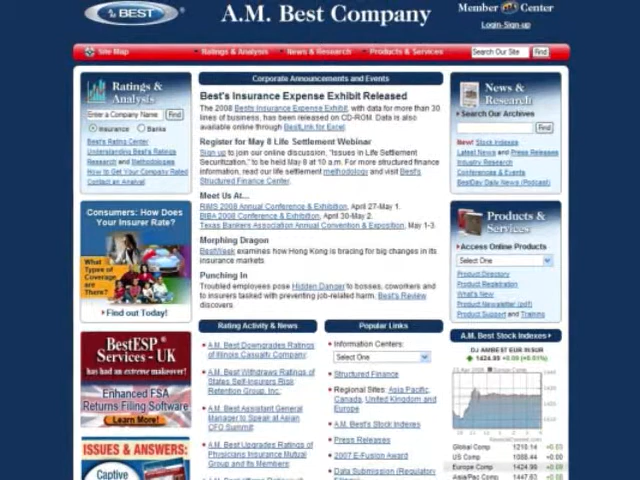 BEST
A.M. Best Company
Member Center
Login Sign-up
Site Map
Ratings & Analysis
News & Research
Products & Services
Search Our Site
Find
Ratings & Analysis
Enter a Company Name
Find
Insurance
Banks
Best's Rating Center
Understanding Best's Ratings
Research and Methodologies
How to Get Your Company Rated
Contact an Analyst
Consumers: How Does
Your Insurer Rate?
What
Types of
Coverage
are
There?
Find out Today!
BestESP®
Services - UK
has had an extreme makeover!
Enhanced FSA
Returns Filing Software
Learn More!
ISSUES & ANSWERS:
Captive
Corporate Announcements and Events
Best's Insurance Expense Exhibit Released
The 2008 Best's Insurance Expense Exhibit, with data for more than 30
lines of business, has been released on CD-ROM. Data is also
available online through BestLink for Excel.
Register for May 8 Life Settlement Webinar
Sign up to join our online discussion, "Issues in Life Settlement
Securitization," to be held May 8 at 10 a.m. For more structured finance
information, read our life settlement methodology and visit Best's
Structured Finance Center.
Meet Us At...
RIMS 2008 Annual Conference & Exhibition, April 27-May 1.
BIBA 2008 Conference & Exhibition, April 30-May 2.
Texas Bankers Association Annual Convention & Exposition, May 1-3
Morphing Dragon
BestWeek examines how Hong Kong is bracing for big changes in its
insurance markets
Punching In
Troubled employees pose Hidden Danger to bosses, coworkers and
to insurers tasked with preventing job-related harm, Best's Review
discovers
Rating Activity & News
A.M. Best Downgrades Ratings
of Illinois Casualty Company
A.M. Best Withdraws Ratings of
States Self-Insurers Risk
Retention Group, Inc.
A.M. Best Assistant General
Manager to Speak at Asian
CFO Summit
A.M. Best Upgrades Ratings of
Physicians Insurance Mutual
Group and Its Members
Popular Links
Information Centers:
Select One
Structured Finance
Regional Sites: Asia Pacific,
Canada, United Kingdom and
Europe
A.M. Best's Stock Indexes
Press Releases
2007 E-Fusion Award
Data Submission (Regulatory
News &
Research
Search Our Archives
Find
New! Stock Indexes
Latest News and Press Releases
Industry Research
Conferences & Events
BestDay Daily News (Podcast)
Products &
Services
Access Online Products
Select One
Product Directory
Product Registration
What's New
Product Newsletter (pdf)
Product Support and Training
A.M. Best Stock Indexes
DJ AMBEST EUR INSUR
1424.99
Global Comp 1210.14
US Comp 1088.44
Europe Comp 1424.99
Asia/Pac Comp 1447.63